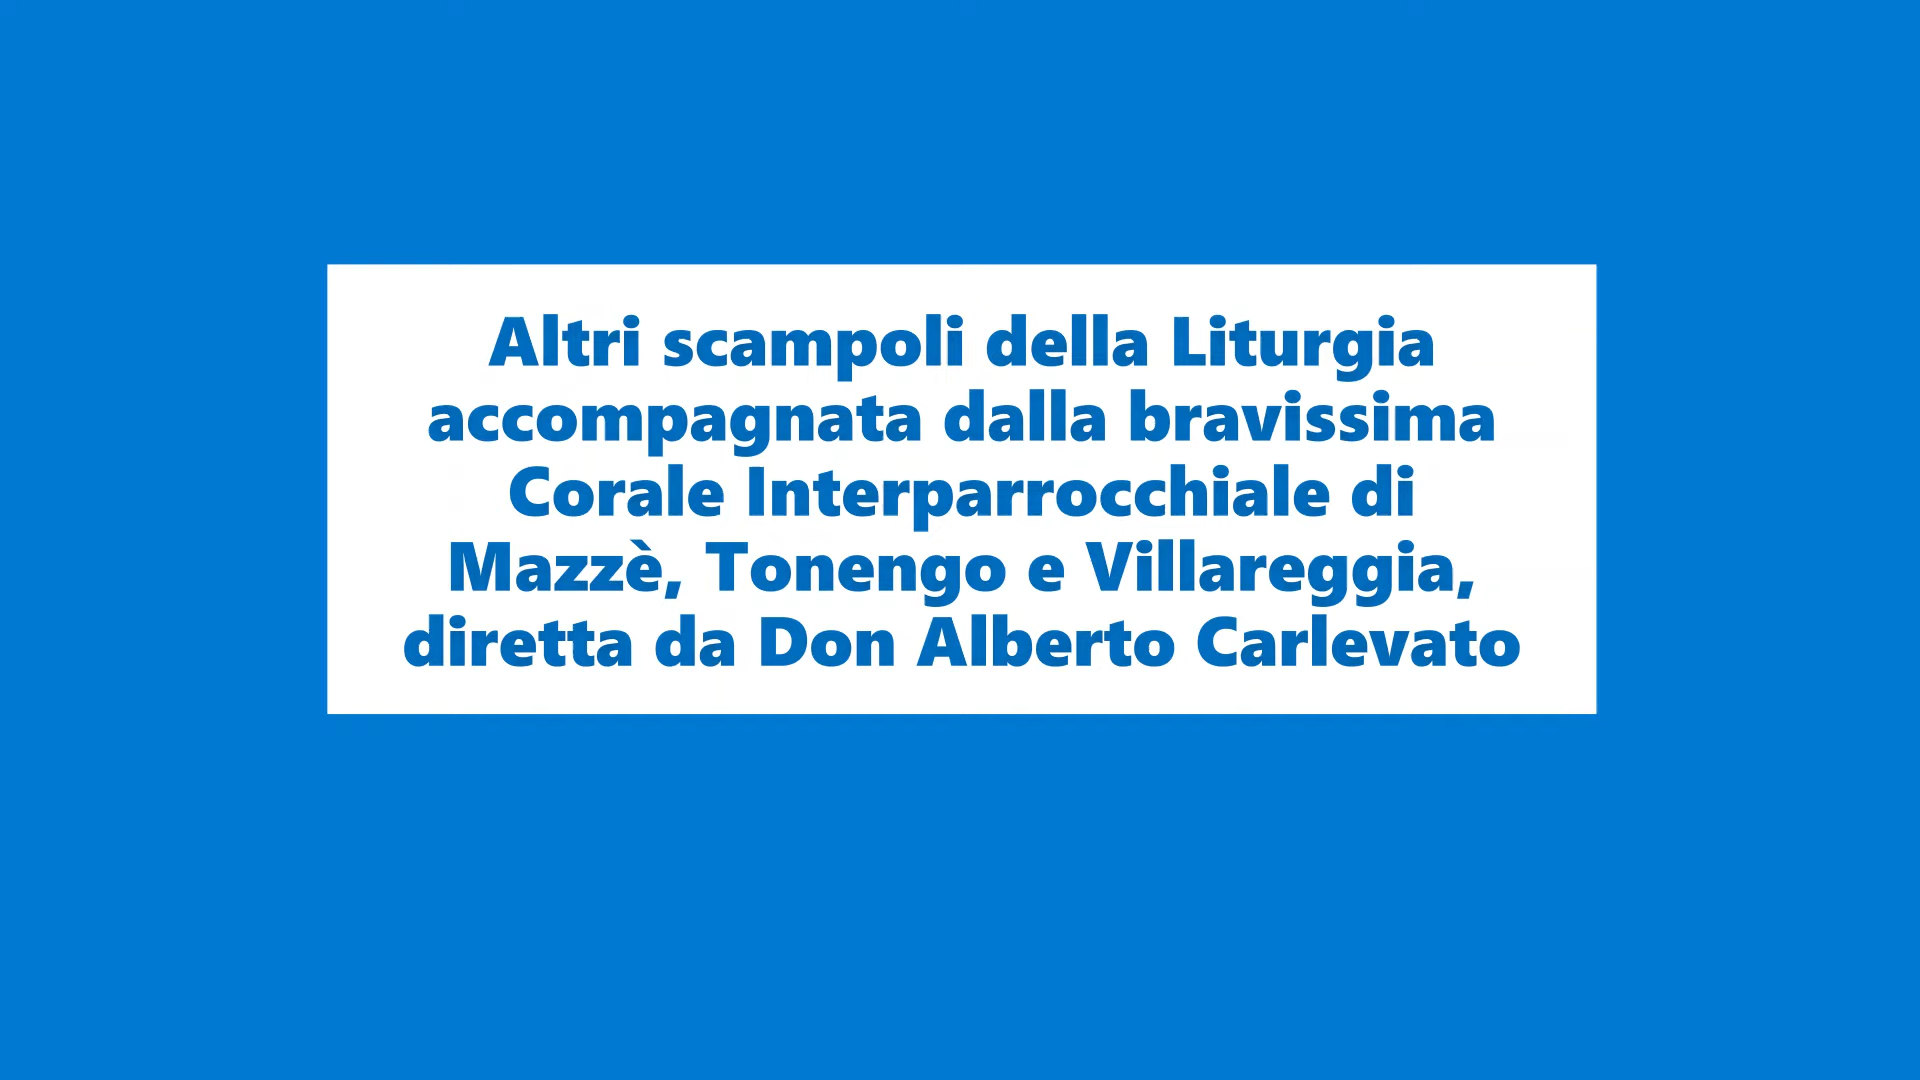 Altri scampoli della Liturgia
accompagnata dalla bravissima
Corale Interparrocchiale di
Mazzè, Tonengo e Villareggia,
diretta da Don Alberto Carlevato